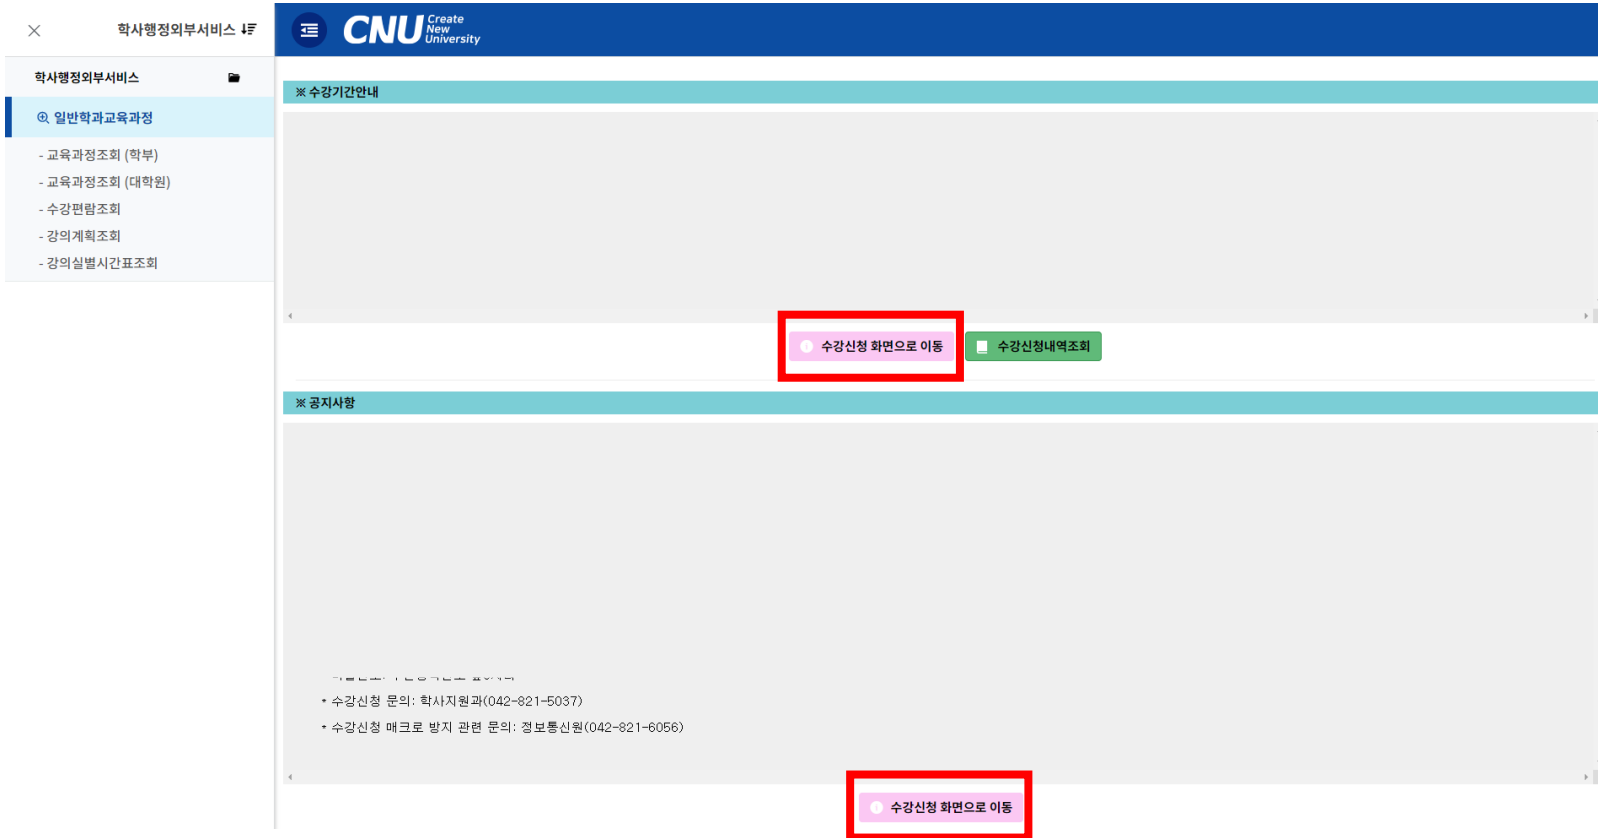 학사행정외부서비스
학사행정외부서비스
일반학과교육과정
- 교육과정조회 (학부)
- 교육과정조회 (대학원)
- 수강편람조회
- 강의계획조회
- 강의실별시간표조회
CNU Create New University
※ 수강기간안내
수강신청 화면으로 이동
수강신청내역조회
※ 공지사항
* 수강신청 문의: 학사지원과(042-821-5037)
* 수강신청 매크로 방지 관련 문의: 정보통신원(042-821-6056)
수강신청 화면으로 이동